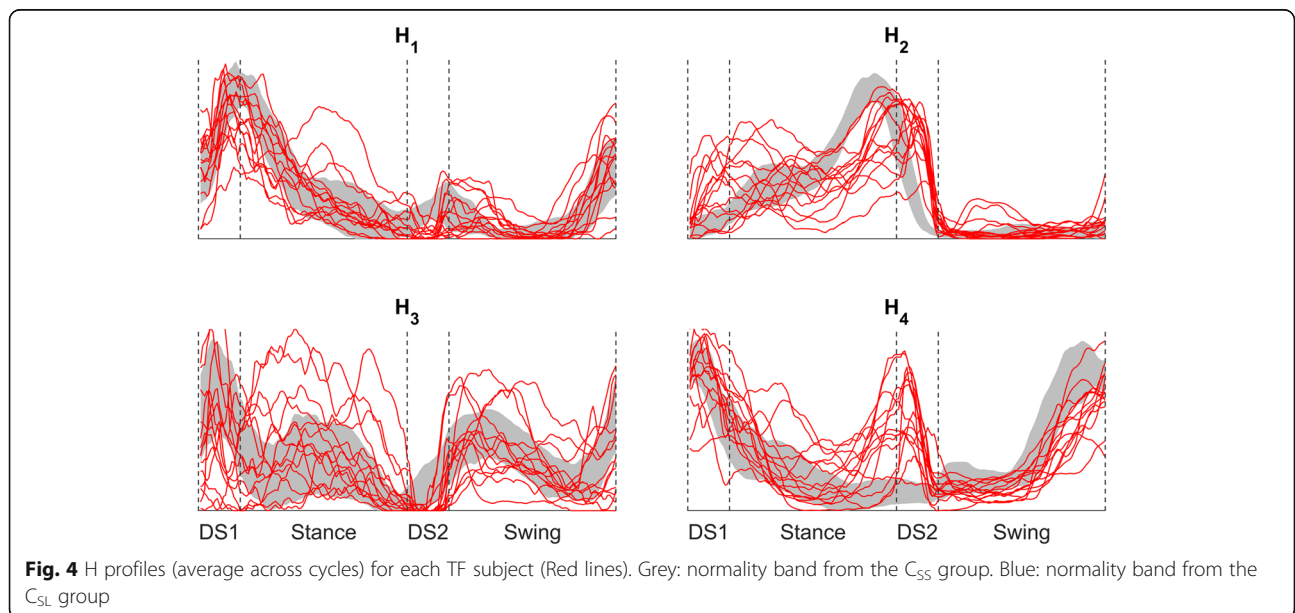 H1
H2
H3
H4
DS1 Stance DS2 Swing
DS1 Stance DS2 Swing
Fig. 4 H profiles (average across cycles) for each TF subject (Red lines). Grey: normality band from the CSS group. Blue: normality band from the
CSL group